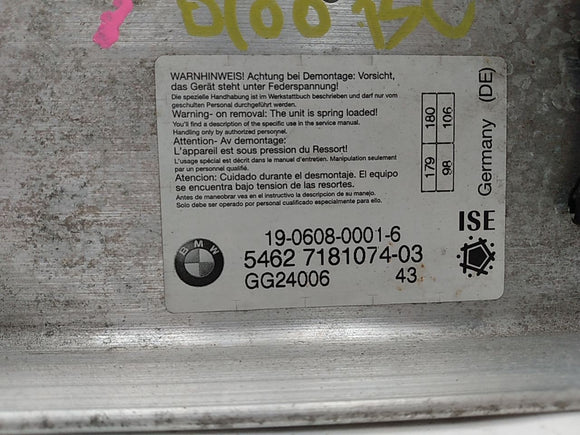 WARNHINWEIS! Achtung bei Demontage: Vorsicht,
das Gerät steht unter Federspannung!
Die spezielle Handhabung ist im Werkstattbuch beschrieben und darf nur vom
geschulten Personal durchgeführt werden.
Warning- on removal: The unit is spring loaded!
You'll find a description of the specific use in the service manual.
Handling only by authorized personnel.
Attention- Av demontage:
L'appareil est sous pression du Ressort!
L'usage spécial est décrit dans le manuel d'entretien. Manipulation seulement
par un personnel qualifié.
Atencion: Cuidado durante el desmontaje. El equipo
se encuentra bajo tension de las resortes.
Antes de manobrear vea en el instructivo la descripcion de su manejo.
Solo debe ser operado por personal cualificado especialmente para ello.
179 180
98 106
Germany (DE)
ISE
BMW
19-0608-0001-6
5462 7181074-03
GG24006 43